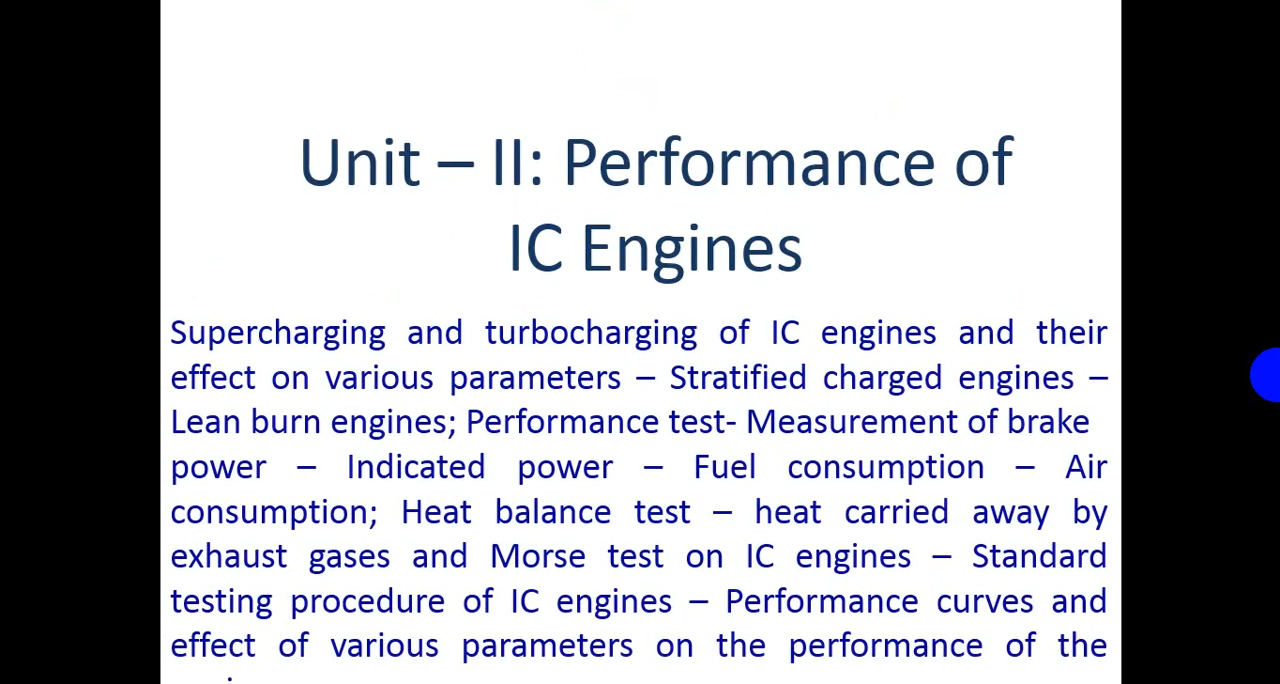 Unit – II: Performance of
IC Engines
Supercharging and turbocharging of IC engines and their
effect on various parameters – Stratified charged engines –
Lean burn engines; Performance test- Measurement of brake
power – Indicated power – Fuel consumption – Air
consumption; Heat balance test – heat carried away by
exhaust gases and Morse test on IC engines – Standard
testing procedure of IC engines – Performance curves and
effect of various parameters on the performance of the